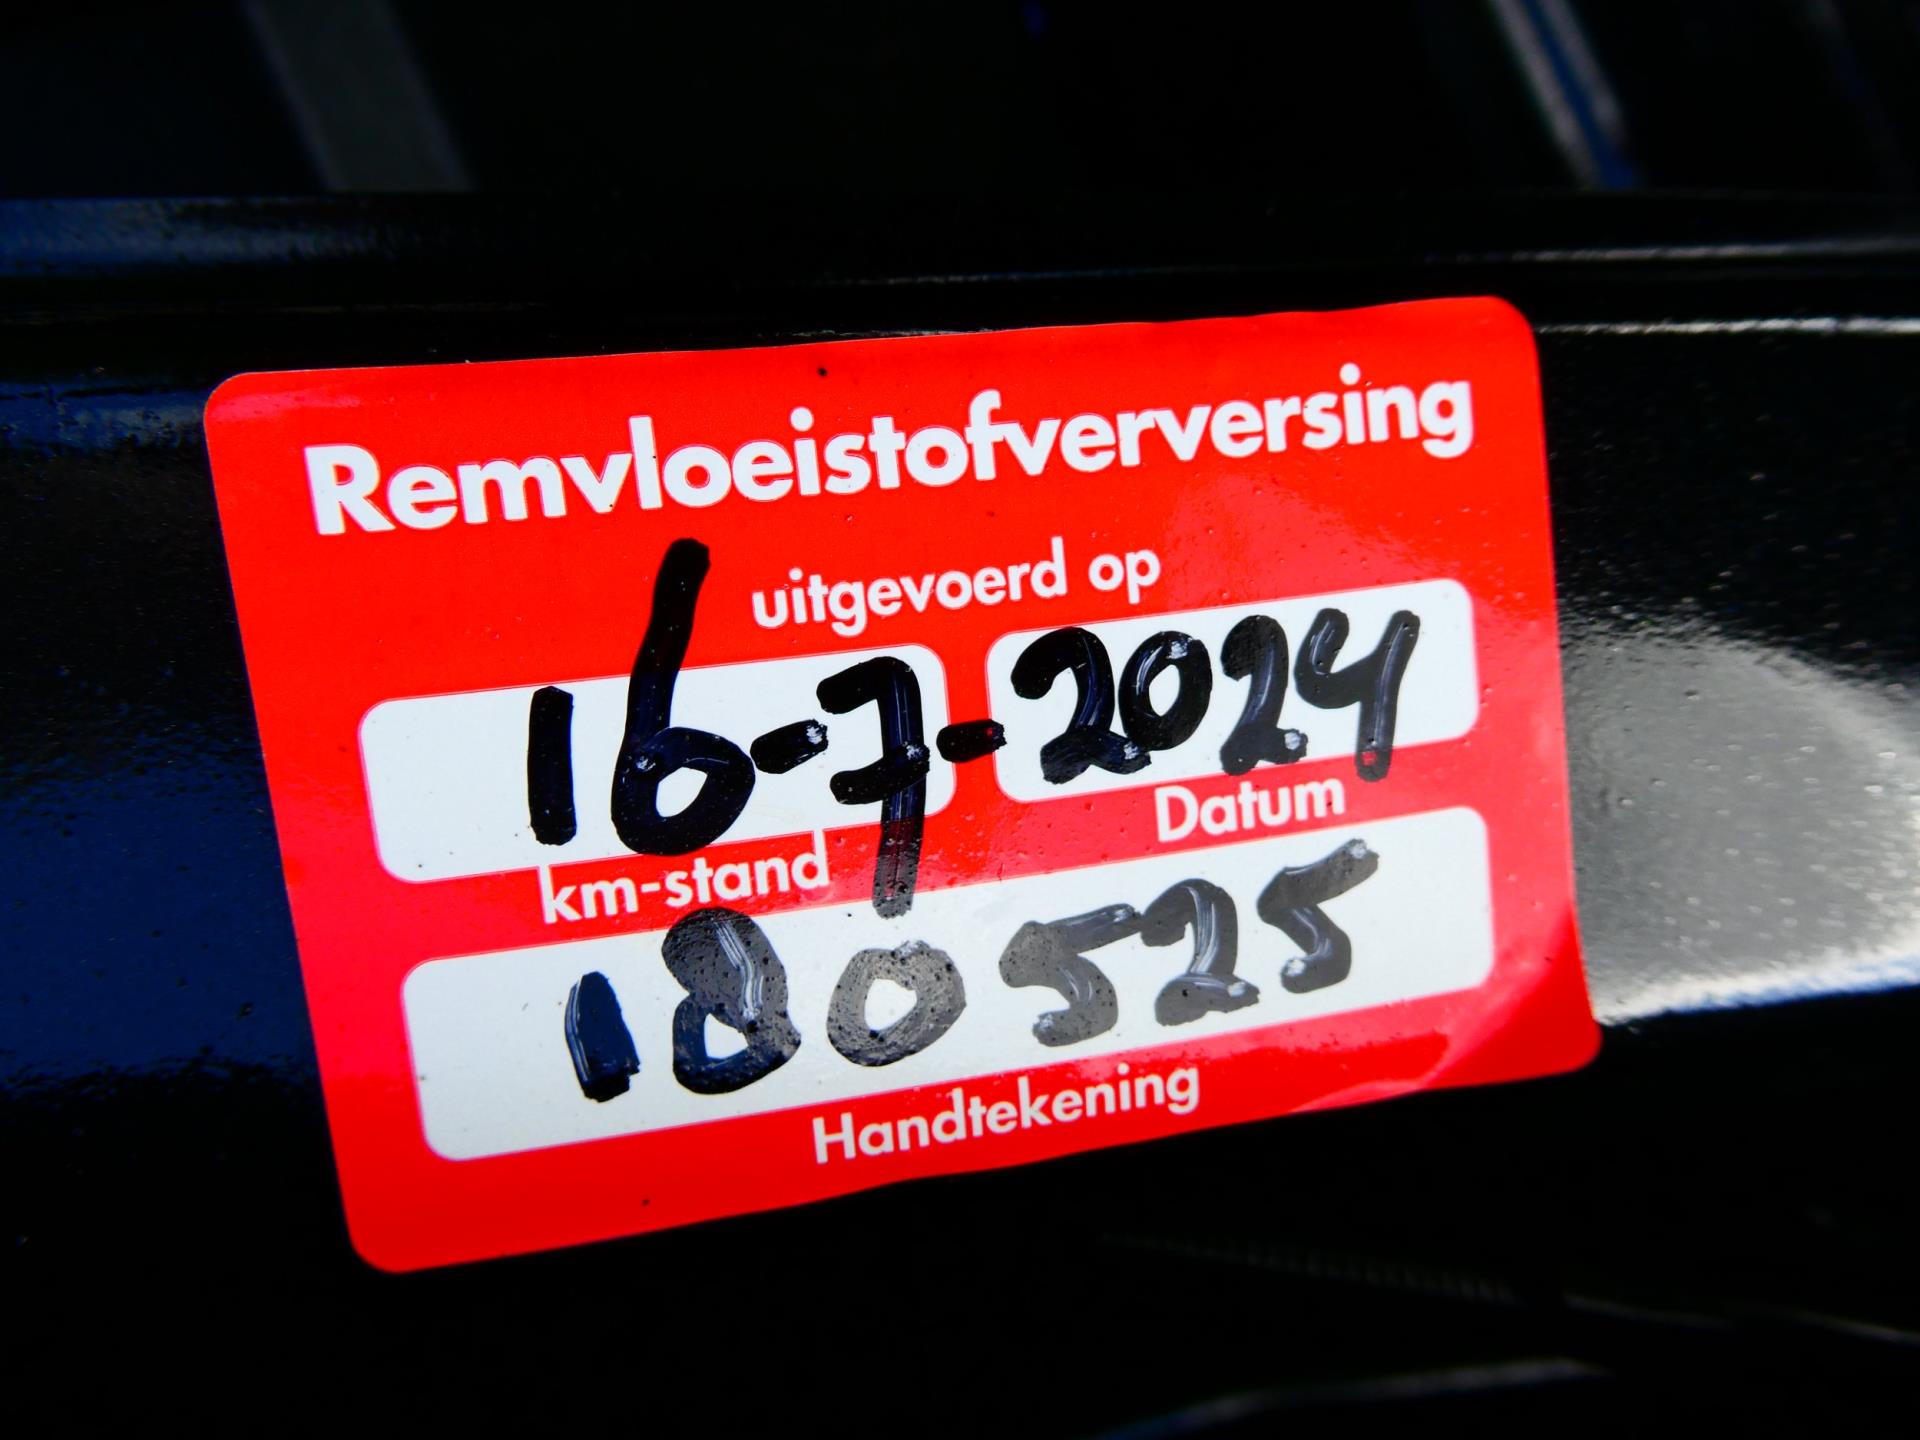 Remvloeistofverversing
uitgevoerd op
16-7-2024
km-stand Datum
180525
Handtekening